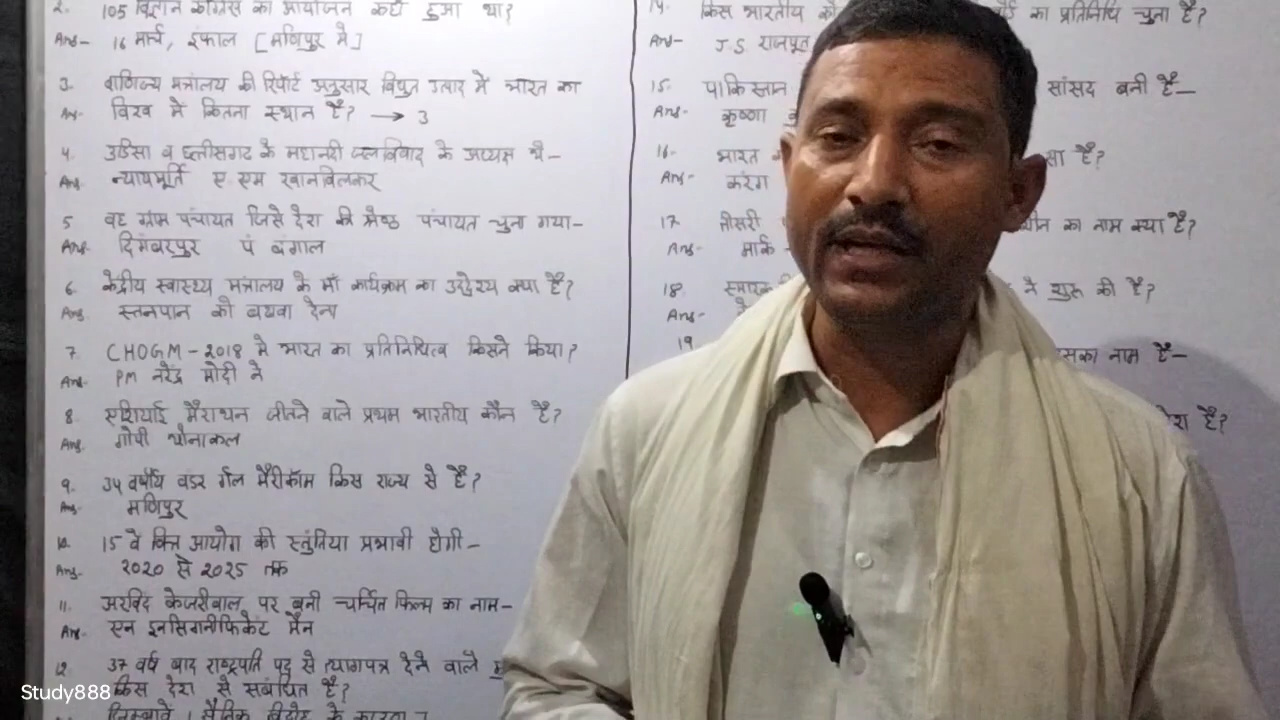 2. 105 विज्ञान कांग्रेस का आयोजन कहाँ हुआ था?
Ans- 16 मार्च, इंफाल [मणिपुर मे]
3. वाणिज्य मंत्रालय की रिपोर्ट अनुसार विधुत उत्पाद में भारत का
An- विश्व में कितना स्थान है? → 3
4. उडिसा व छत्तीसगढ के महानदी जलविवाद के अध्यक्ष थे-
Ans न्यायमूर्ति ए एम खानविलकर
5 वह ग्राम पंचायत जिसे देश की श्रेष्ठ पंचायत चुना गया-
Ans- दिगंबरपुर पं बंगाल
6. केंद्रीय स्वास्थ्य मंत्रालय के माँ कार्यक्रम का उद्देश्य क्या है?
Ans. स्तनपान को बढावा देना
7. CHOGM-2018 मे भारत का प्रतिनिधित्व किसने किया?
Ans- PM नरेंद्र मोदी ने
8 एशियाई मैराथन जीतने वाले प्रथम भारतीय कौन है?
Ans. गोपी थोनाकल
9. 34 वर्षीय वंडर गर्ल मैरीकॉम किस राज्य से है?
Ans. मणिपुर
10. 15 वे वित्त आयोग की प्रभावी होगी-
Ans- 2020 से 2025 तक
11. अरविंद केजरीवाल पर बनी चर्चित फिल्म का नाम-
Ans- एन इनसिगनीफिकेंट मैन
12 37 वर्ष बाद राष्ट्रपति पद से त्यागपत्र देने वाले
किस देश से संबंधित है?
जिम्बावे । सैनिक विद्रोह के कारण
14. किस भारतीय को का प्रतिनिधि चुना है?
Ans- J.S. राजपूत
15. पाकिस्तान सांसद बनी है-
Ans- कृष्णा
16. भारत सा है?
Ans- करंग
17. तीसरी का नाम क्या है?
Ans- मार्क -
18. ने शुरू की है?
Ans-
19 सका नाम है-
है?
Study888